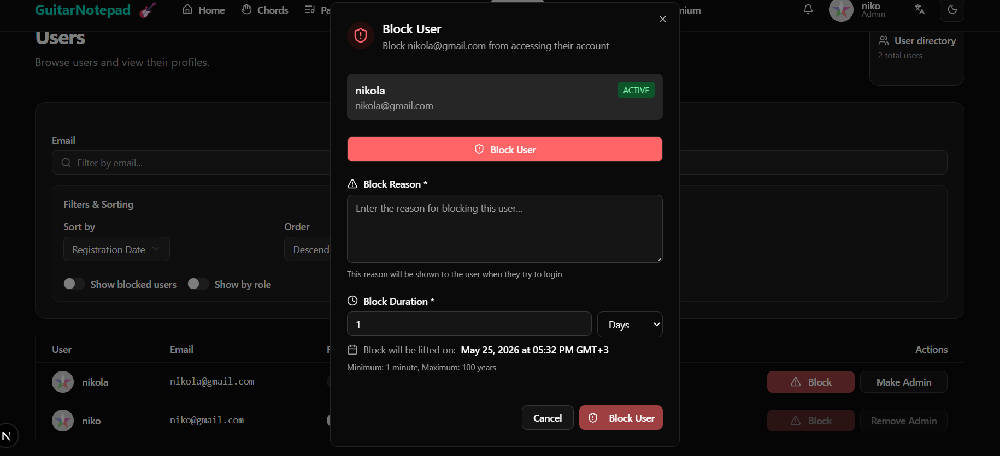 GuitarNotepad
Home
Chords
niko
Admin
Users
Browse users and view their profiles.
User directory
2 total users
Email
Filter by email...
Filters & Sorting
Sort by
Order
Registration Date
Show blocked users
Show by role
User
Email
Actions
nikola
nikola@gmail.com
Block
Make Admin
niko
niko@gmail.com
Block
Remove Admin
N
Block User
Block nikola@gmail.com from accessing their account
nikola
ACTIVE
nikola@gmail.com
Block User
Block Reason *
Enter the reason for blocking this user...
This reason will be shown to the user when they try to login
Block Duration *
1
Days
Block will be lifted on: May 25, 2026 at 05:32 PM GMT+3
Minimum: 1 minute, Maximum: 100 years
Cancel
Block User